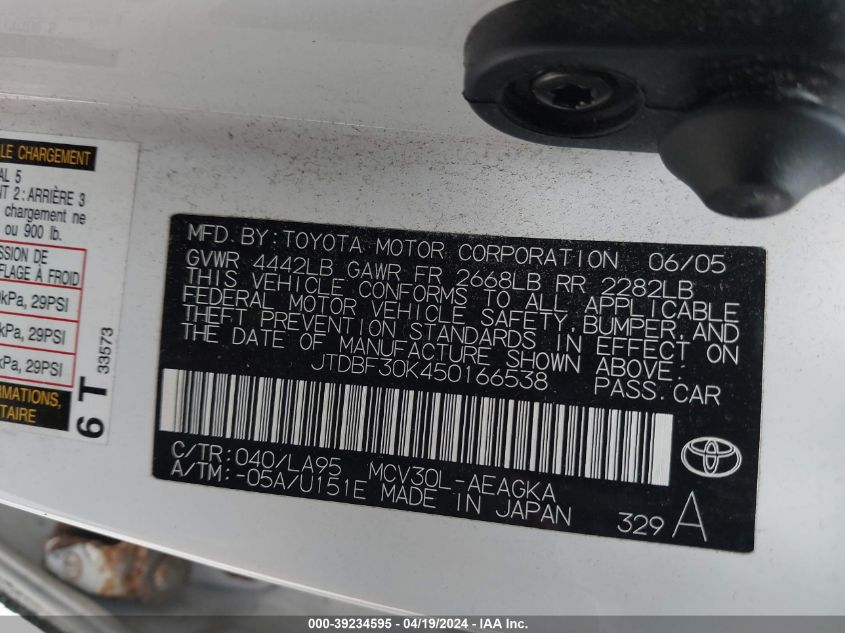 LE CHARGEMENT
AL 5
NT 2: ARRIÈRE 3
chargement ne
ou 900 lb.
SSION DE
FLAGE À FROID
kPa, 29PSI
kPa, 29PSI
kPa, 29PSI
RMATIONS,
TAIRE
6 T
33573
MFD. BY: TOYOTA MOTOR CORPORATION 06/05
GVWR 4442LB GAWR FR 2668LB RR 2282LB
THIS VEHICLE CONFORMS TO ALL APPLICABLE
FEDERAL MOTOR VEHICLE SAFETY, BUMPER, AND
THEFT PREVENTION STANDARDS IN EFFECT ON
THE DATE OF MANUFACTURE SHOWN ABOVE.
JTDBF30K450166538 PASS. CAR
C/TR: 040/LA95 MCV30L-AEAGKA
A/TM: -05A/U151E MADE IN JAPAN 329 A
000-39234595 - 04/19/2024 - IAA Inc.